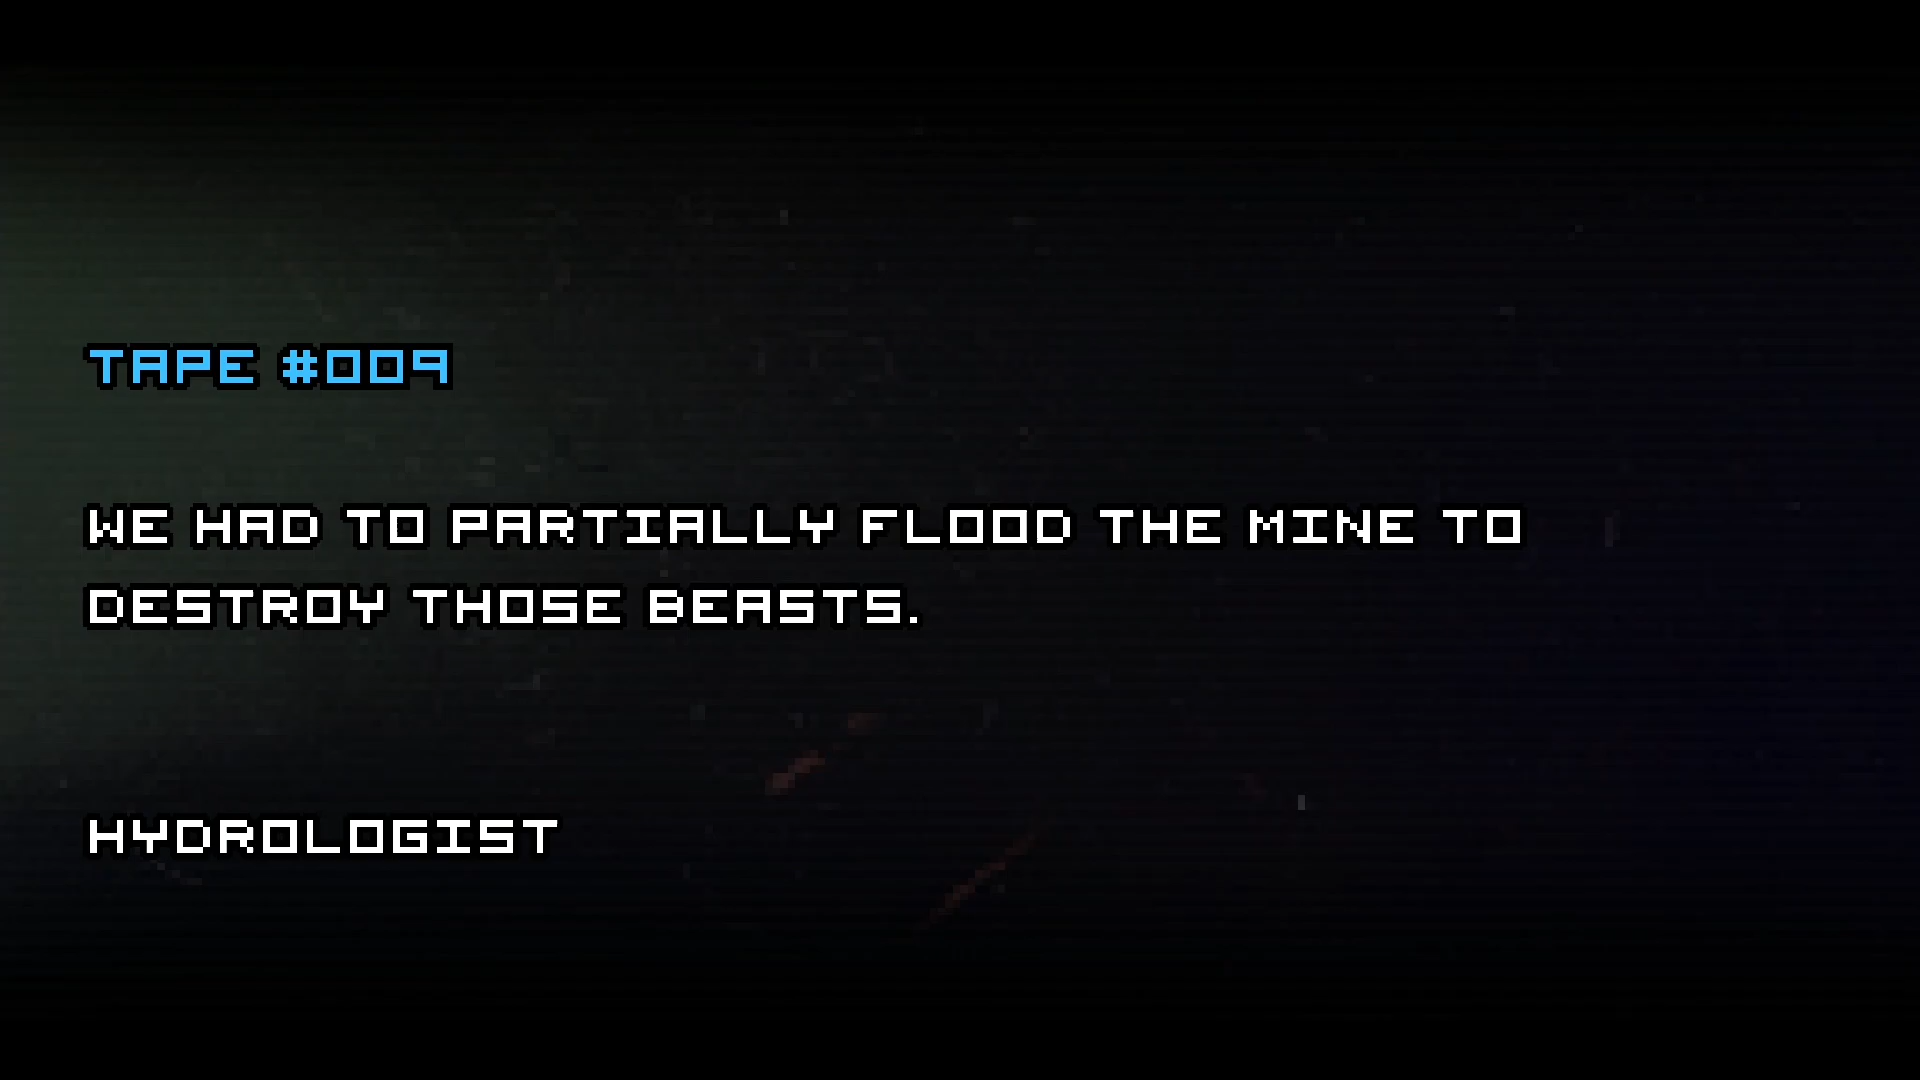 TAPE #009
WE HAD TO PARTIALLY FLOOD THE MINE TO
DESTROY THOSE BEASTS.
HYDROLOGIST